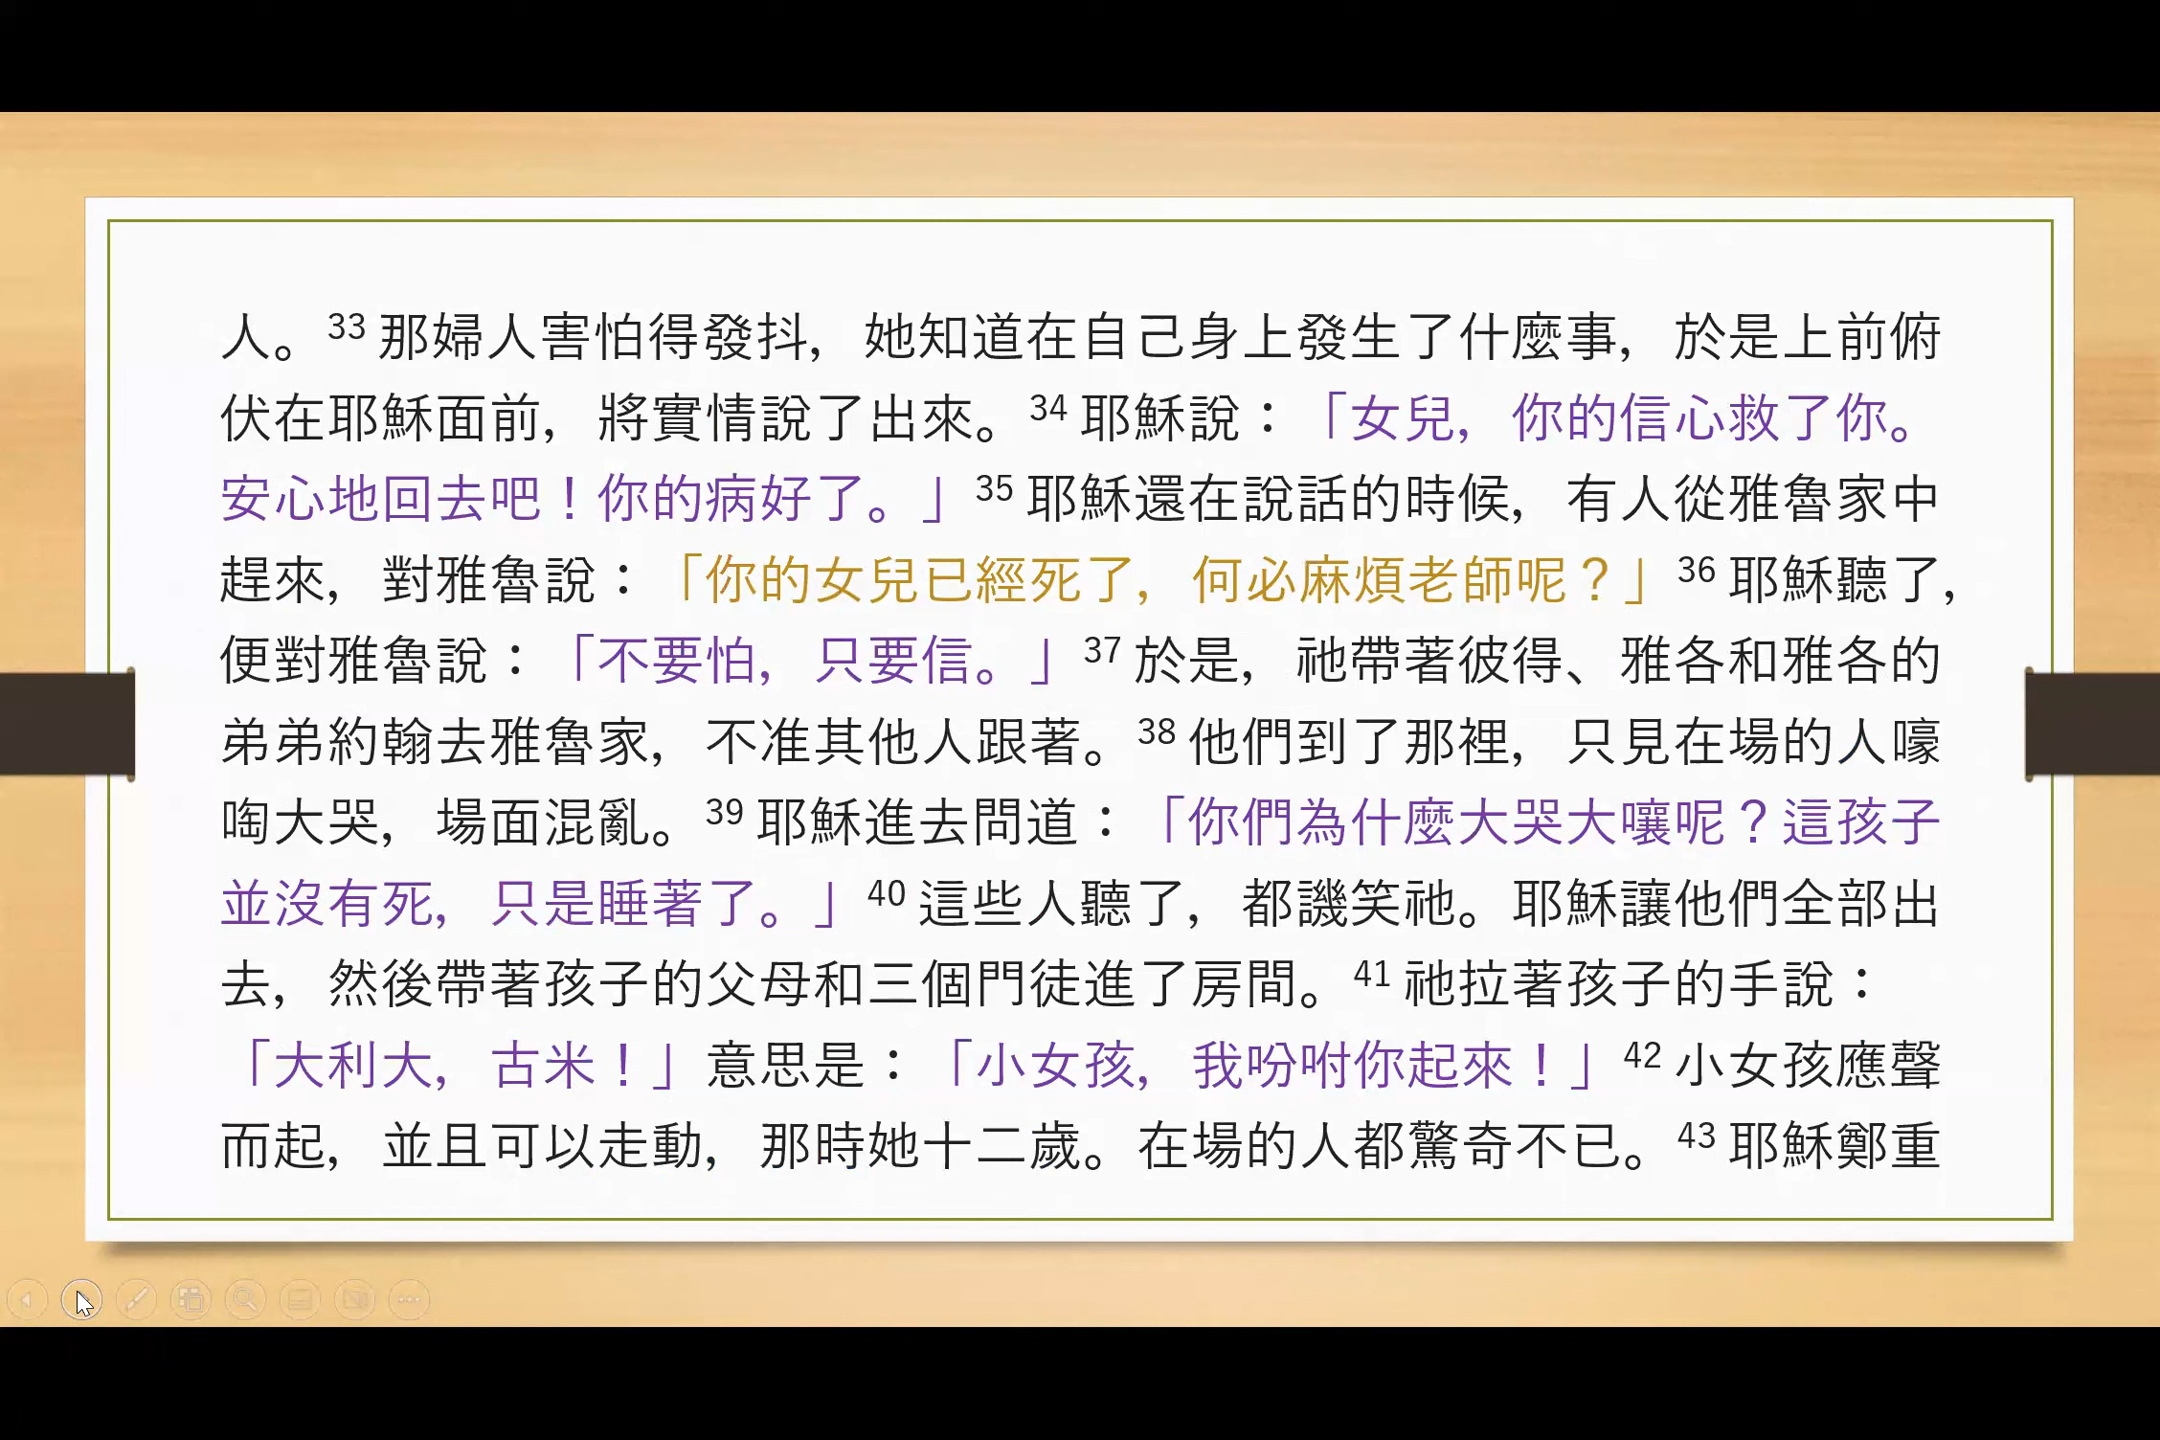 人。33 那婦人害怕得發抖，她知道在自己身上發生了什麼事，於是上前俯
伏在耶穌面前，將實情說了出來。34 耶穌說：「女兒，你的信心救了你。
安心地回去吧！你的病好了。」35 耶穌還在說話的時候，有人從雅魯家中
趕來，對雅魯說：「你的女兒已經死了，何必麻煩老師呢？」36 耶穌聽了，
便對雅魯說：「不要怕，只要信。」37 於是，祂帶著彼得、雅各和雅各的
弟弟約翰去雅魯家，不准其他人跟著。38 他們到了那裡，只見在場的人嚎
啕大哭，場面混亂。39 耶穌進去問道：「你們為什麼大哭大嚷呢？這孩子
並沒有死，只是睡著了。」40 這些人聽了，都譏笑祂。耶穌讓他們全部出
去，然後帶著孩子的父母和三個門徒進了房間。41 祂拉著孩子的手說：
「大利大，古米！」意思是：「小女孩，我吩咐你起來！」42 小女孩應聲
而起，並且可以走動，那時她十二歲。在場的人都驚奇不已。43 耶穌鄭重